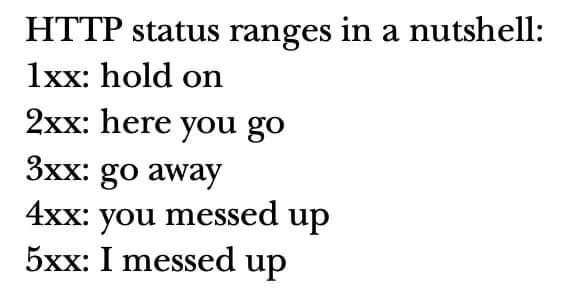 HTTP status ranges in a nutshell:
1xx: hold on
2xx: here you go
3xx: go away
4xx: you messed up
5xx: I messed up